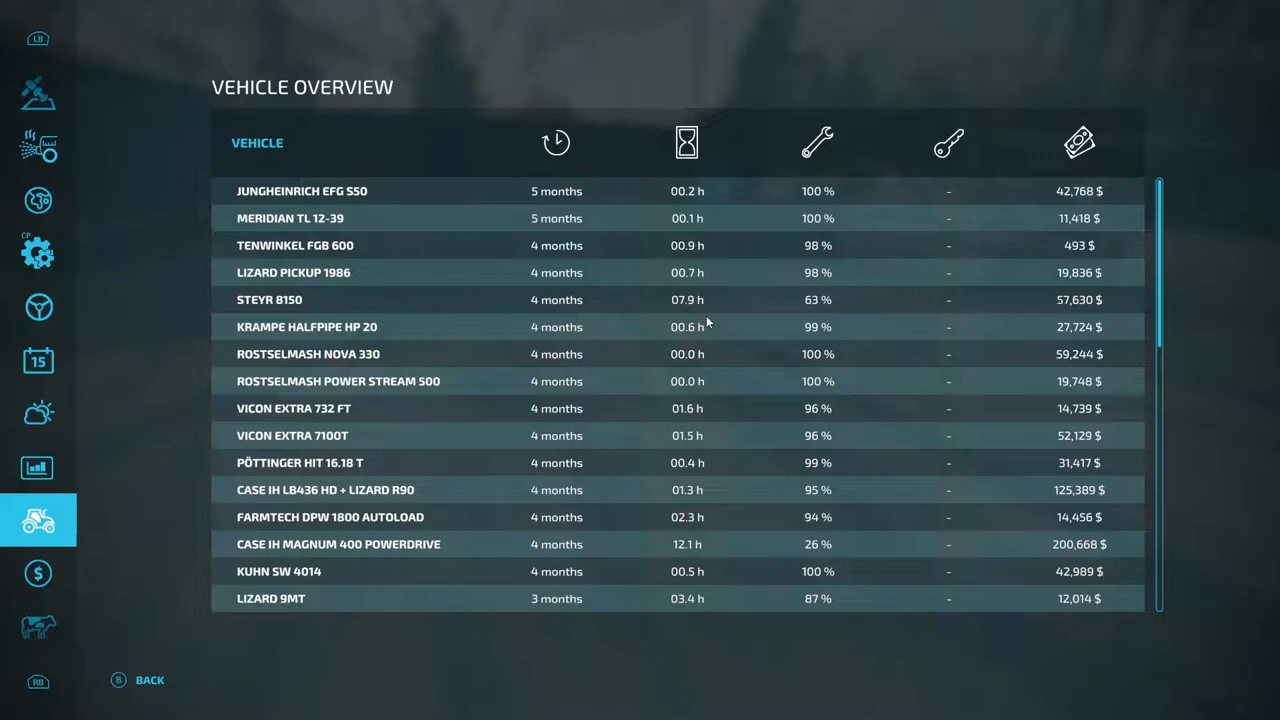 LB
VEHICLE OVERVIEW
VEHICLE
JUNGHEINRICH EFG S50 5 months 00.2 h 100 % - 42,768 $
MERIDIAN TL 12-39 5 months 00.1 h 100 % - 11,418 $
TENWINKEL FGB 600 4 months 00.9 h 98 % - 493 $
LIZARD PICKUP 1986 4 months 00.7 h 98 % - 19,836 $
STEYR 8150 4 months 07.9 h 63 % - 57,630 $
KRAMPE HALFPIPE HP 20 4 months 00.6 h 99 % - 27,724 $
ROSTSELMASH NOVA 330 4 months 00.0 h 100 % - 59,244 $
ROSTSELMASH POWER STREAM 500 4 months 00.0 h 100 % - 19,748 $
VICON EXTRA 732 FT 4 months 01.6 h 96 % - 14,739 $
VICON EXTRA 7100T 4 months 01.5 h 96 % - 52,129 $
PÖTTINGER HIT 16.18 T 4 months 00.4 h 99 % - 31,417 $
CASE IH LB436 HD + LIZARD R90 4 months 01.3 h 95 % - 125,389 $
FARMTECH DPW 1800 AUTOLOAD 4 months 02.3 h 94 % - 14,456 $
CASE IH MAGNUM 400 POWERDRIVE 4 months 12.1 h 26 % - 200,668 $
KUHN SW 4014 4 months 00.5 h 100 % - 42,989 $
LIZARD 9MT 3 months 03.4 h 87 % - 12,014 $
CP
15
$
RB
B BACK